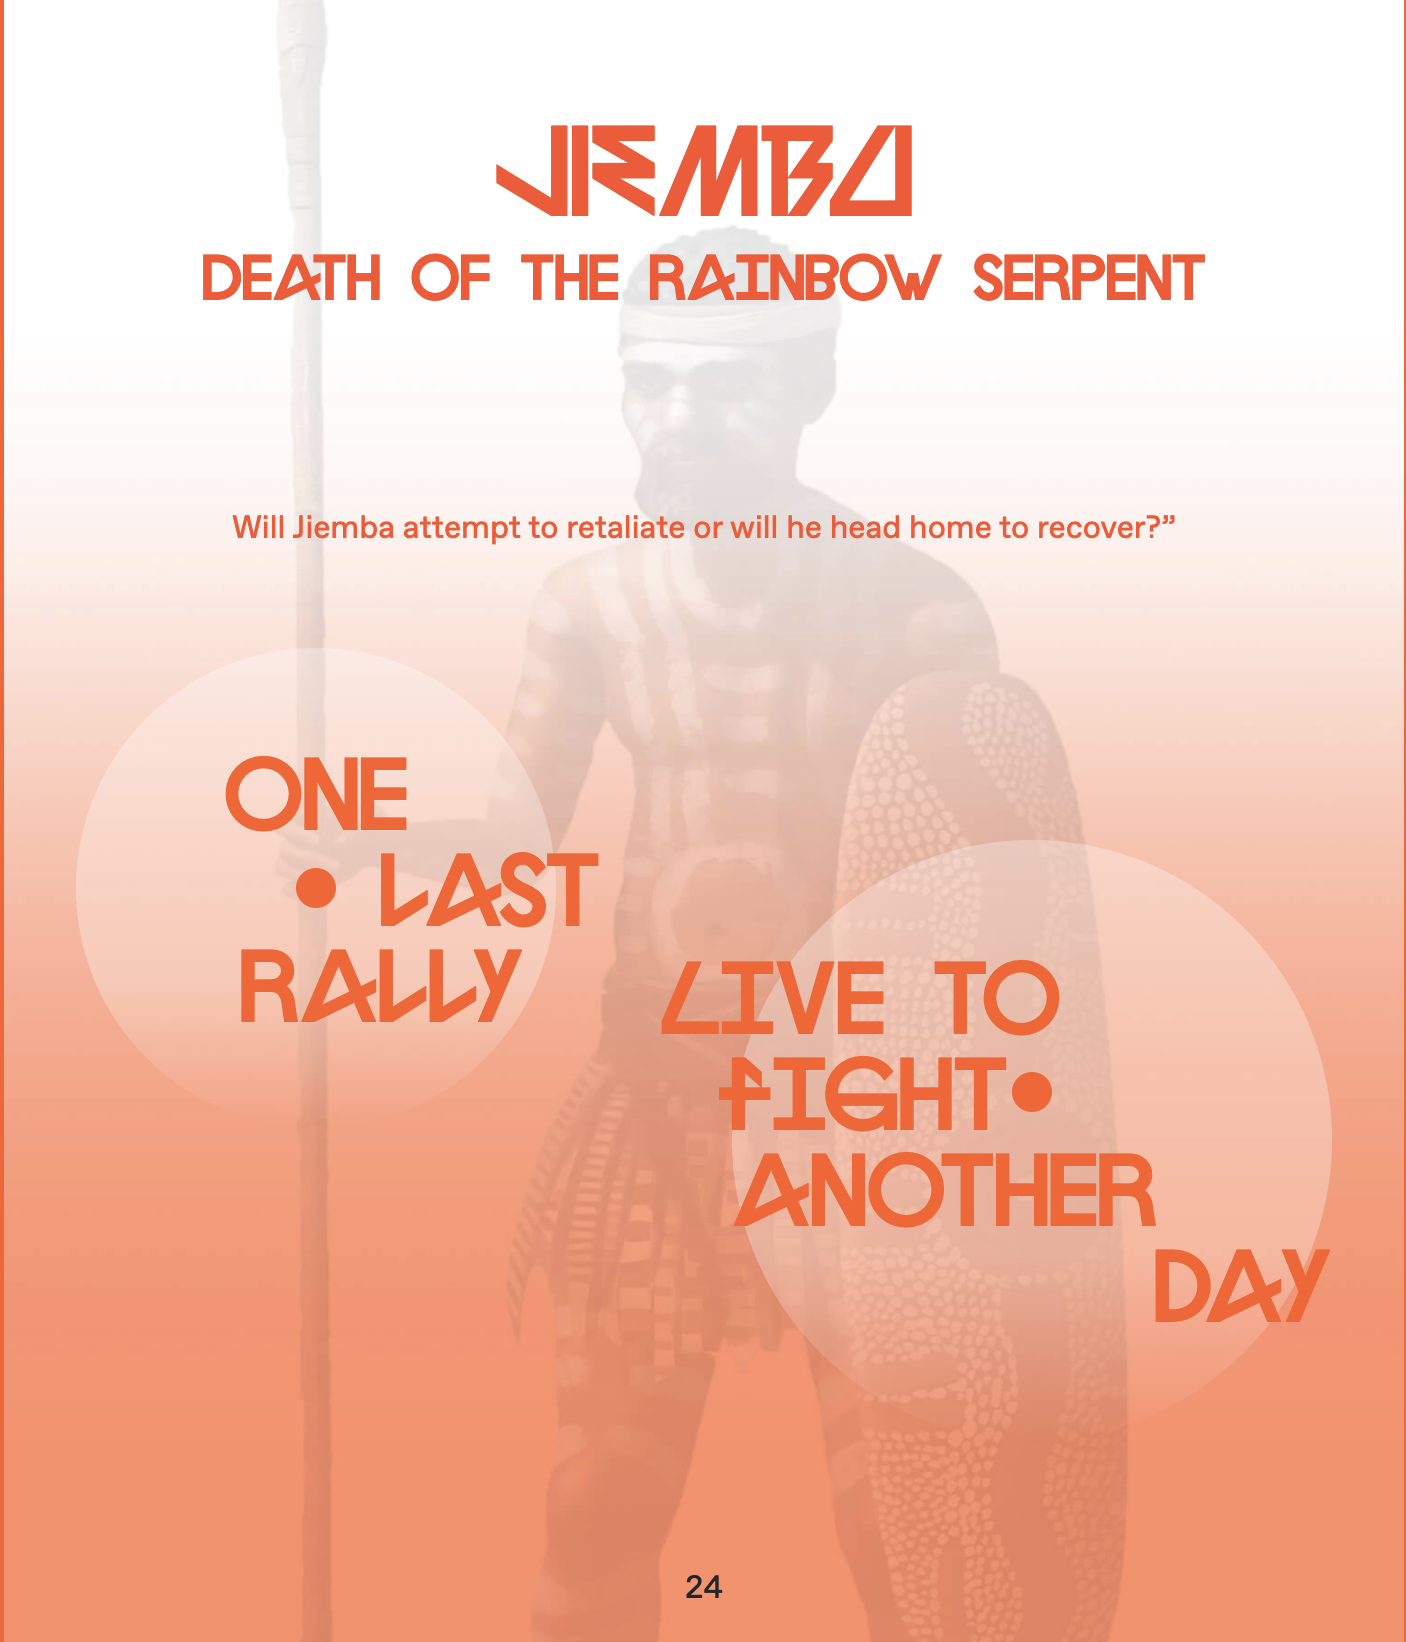 JIEMBA
DEATH OF THE RAINBOW SERPENT
Will Jiemba attempt to retaliate or will he head home to recover?”
ONE
• LAST
RALLY
LIVE TO
FIGHT•
ANOTHER
DAY
24